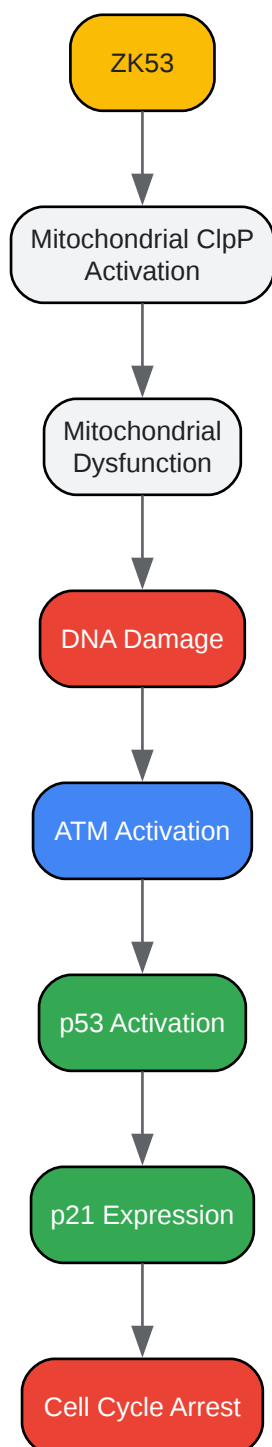 ZK53
Mitochondrial ClpP
Activation
Mitochondrial
Dysfunction
DNA Damage
ATM Activation
p53 Activation
p21 Expression
Cell Cycle Arrest